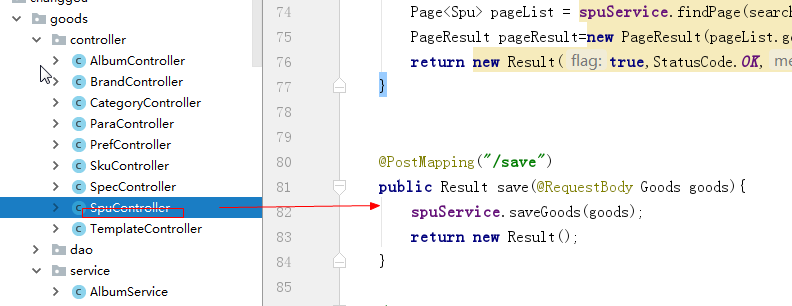 goods
controller
AlbumController
BrandController
CategoryController
ParaController
PrefController
SkuController
SpecController
SpuController
TemplateController
dao
service
AlbumService
74 Page<Spu> pageList = spuService.findPage(sear
75 PageResult pageResult=new PageResult(pageList.g
76 return new Result( flag: true,StatusCode.OK, me
77 }
78
79
80 @PostMapping("/save")
81 public Result save(@RequestBody Goods goods){
82 spuService.saveGoods(goods);
83 return new Result();
84 }
85